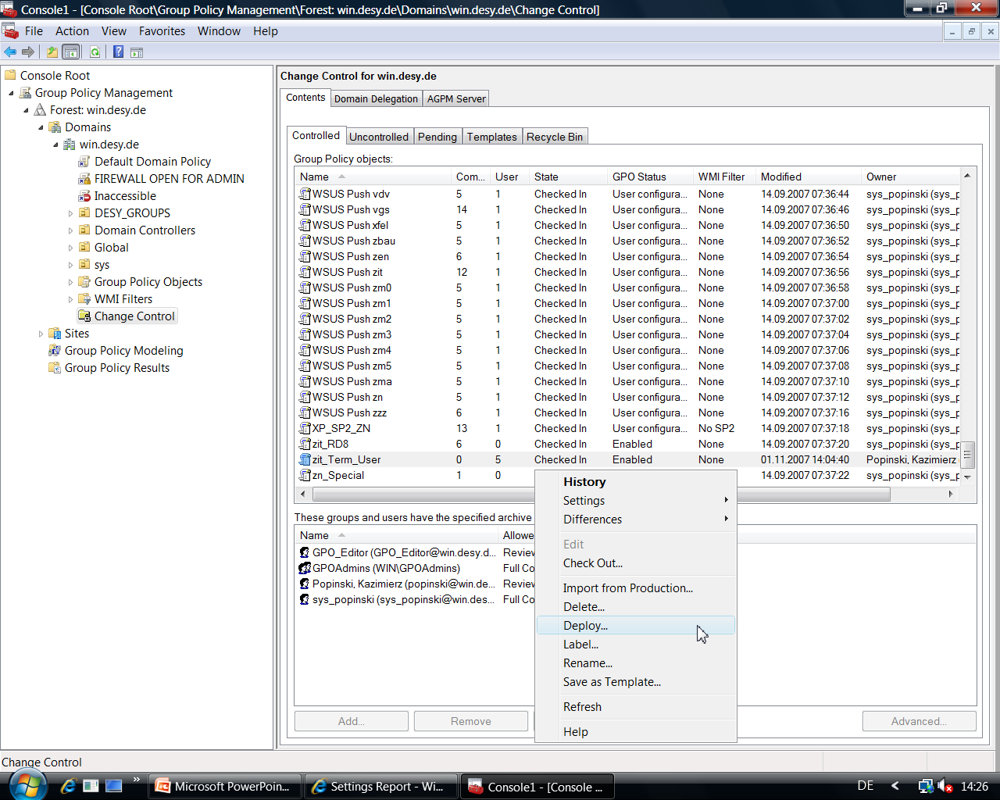 Console1 - [Console Root\Group Policy Management\Forest: win.desy.de\Domains\win.desy.de\Change Control]
File Action View Favorites Window Help
Console Root
Group Policy Management
Forest: win.desy.de
Domains
win.desy.de
Default Domain Policy
FIREWALL OPEN FOR ADMIN
Inaccessible
DESY_GROUPS
Domain Controllers
Global
sys
Group Policy Objects
WMI Filters
Change Control
Sites
Group Policy Modeling
Group Policy Results
Change Control for win.desy.de
Contents Domain Delegation AGPM Server
Controlled Uncontrolled Pending Templates Recycle Bin
Group Policy objects:
Name Com... User State GPO Status WMI Filter Modified Owner
WSUS Push vdv 5 1 Checked In User configura... None 14.09.2007 07:36:44 sys_popinski (sys_p
WSUS Push vgs 14 1 Checked In User configura... None 14.09.2007 07:36:46 sys_popinski (sys_p
WSUS Push xfel 5 1 Checked In User configura... None 14.09.2007 07:36:50 sys_popinski (sys_p
WSUS Push zbau 5 1 Checked In User configura... None 14.09.2007 07:36:52 sys_popinski (sys_p
WSUS Push zen 6 1 Checked In User configura... None 14.09.2007 07:36:54 sys_popinski (sys_p
WSUS Push zit 12 1 Checked In User configura... None 14.09.2007 07:36:56 sys_popinski (sys_p
WSUS Push zm0 5 1 Checked In User configura... None 14.09.2007 07:36:58 sys_popinski (sys_p
WSUS Push zm1 5 1 Checked In User configura... None 14.09.2007 07:37:00 sys_popinski (sys_p
WSUS Push zm2 5 1 Checked In User configura... None 14.09.2007 07:37:02 sys_popinski (sys_p
WSUS Push zm3 5 1 Checked In User configura... None 14.09.2007 07:37:04 sys_popinski (sys_p
WSUS Push zm4 5 1 Checked In User configura... None 14.09.2007 07:37:06 sys_popinski (sys_p
WSUS Push zm5 5 1 Checked In User configura... None 14.09.2007 07:37:08 sys_popinski (sys_p
WSUS Push zma 5 1 Checked In User configura... None 14.09.2007 07:37:10 sys_popinski (sys_p
WSUS Push zn 5 1 Checked In User configura... None 14.09.2007 07:37:12 sys_popinski (sys_p
WSUS Push zzz 6 1 Checked In User configura... None 14.09.2007 07:37:16 sys_popinski (sys_p
XP_SP2_ZN 13 1 Checked In User configura... No SP2 14.09.2007 07:37:18 sys_popinski (sys_p
zit_RD8 6 0 Checked In Enabled None 14.09.2007 07:37:20 sys_popinski (sys_p
zit_Term_User 0 5 Checked In Enabled None 01.11.2007 14:04:40 Popinski, Kazimierz
zn_Special 1 0 14.09.2007 07:37:22 sys_popinski (sys_p
These groups and users have the specified archive
Name Allowe
GPO_Editor (GPO_Editor@win.desy.d... Review
GPOAdmins (WIN\GPOAdmins) Full Co
Popinski, Kazimierz (popinski@win.de... Review
sys_popinski (sys_popinski@win.des... Full Co
History
Settings
Differences
Edit
Check Out...
Import from Production...
Delete...
Deploy...
Label...
Rename...
Save as Template...
Refresh
Help
Add... Remove Advanced...
Change Control
Microsoft PowerPoin... Settings Report - Wi... Console1 - [Console ... DE 14:26